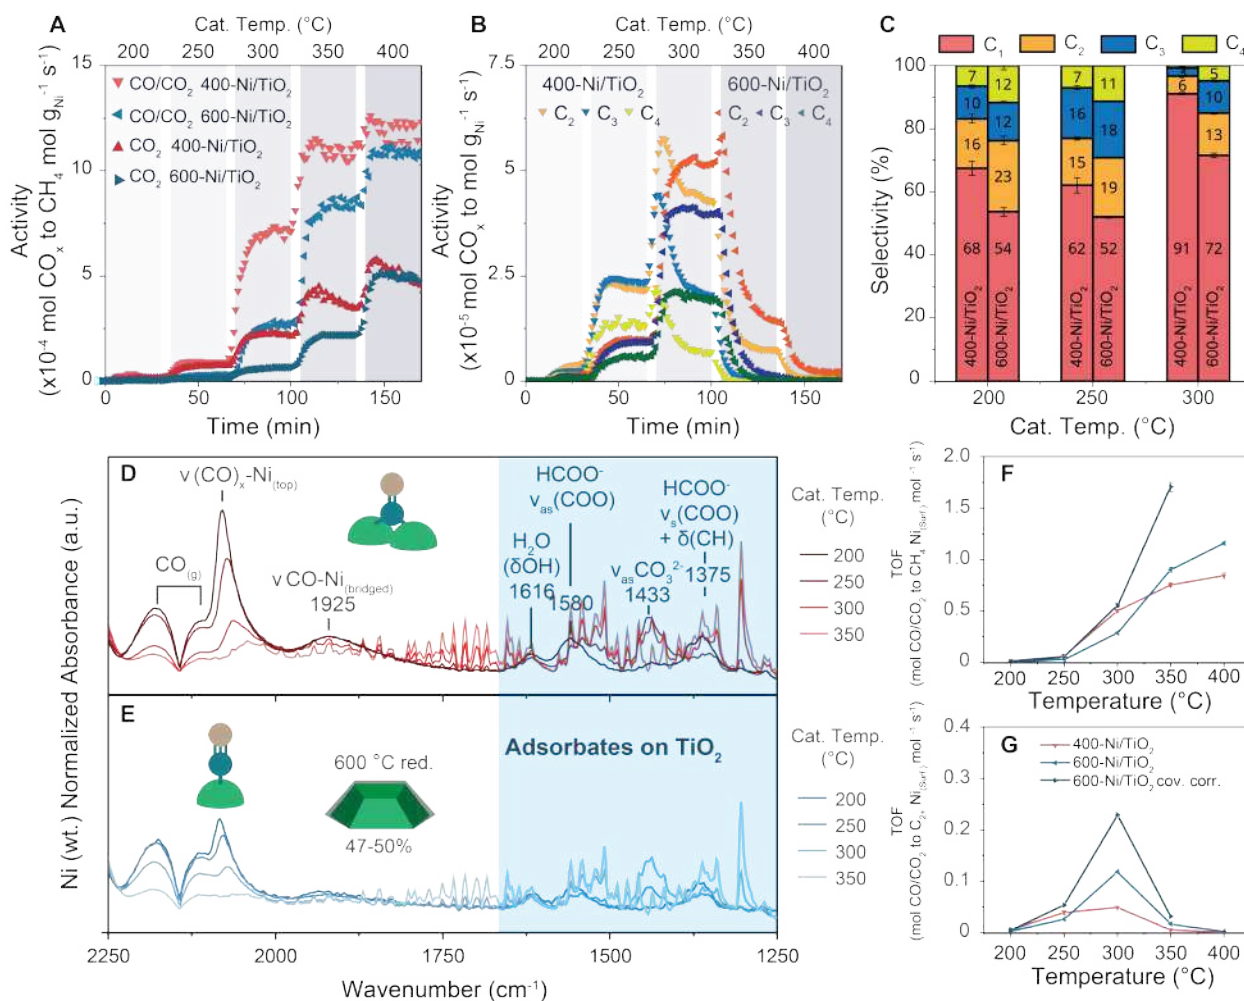 A
Cat. Temp. (°C)
200 250 300 350 400
CO/CO₂ 400-Ni/TiO₂
CO/CO₂ 600-Ni/TiO₂
CO₂ 400-Ni/TiO₂
CO₂ 600-Ni/TiO₂
15
10
5
0
Activity
(x10⁻⁴ mol COₓ to CH₄ mol gNi⁻¹ s⁻¹)
0 50 100 150
Time (min)
B
Cat. Temp. (°C)
200 250 300 350 400
400-Ni/TiO₂ 600-Ni/TiO₂
C₂ C₃ C₄ C₂ C₃ C₄
7.5
5
2.5
0
Activity
(x10⁻⁵ mol COₓ to mol gNi⁻¹ s⁻¹)
0 50 100 150
Time (min)
C
C₁ C₂ C₃ C₄
100
80
60
40
20
0
Selectivity (%)
7 10 16 68 400-Ni/TiO₂
12 12 23 54 600-Ni/TiO₂
7 16 15 62 400-Ni/TiO₂
11 18 19 52 600-Ni/TiO₂
6 91 400-Ni/TiO₂
5 10 13 72 600-Ni/TiO₂
200 250 300
Cat. Temp. (°C)
D
ν(CO)ₓ-Ni(top)
CO(g)
ν CO-Ni(bridged)
1925
H₂O
(δOH)
1616
HCOO⁻
νas(COO)
1580
νasCO₃²⁻
1433
HCOO⁻
νs(COO)
+ δ(CH)
1375
Cat. Temp.
(°C)
200
250
300
350
Ni (wt.) Normalized Absorbance (a.u.)
E
600 °C red.
47-50%
Adsorbates on TiO₂
Cat. Temp.
(°C)
200
250
300
350
2250 2000 1750 1500 1250
Wavenumber (cm⁻¹)
F
2.0
1.5
1.0
0.5
0
TOF
(mol CO/CO₂ to CH₄ Ni(Surf.) mol⁻¹ s⁻¹)
200 250 300 350 400
Temperature (°C)
G
400-Ni/TiO₂
600-Ni/TiO₂
600-Ni/TiO₂ cov. corr.
0.4
0.3
0.2
0.1
0
TOF
(mol CO/CO₂ to C₂, Ni(Surf.) mol⁻¹ s⁻¹)
200 250 300 350 400
Temperature (°C)